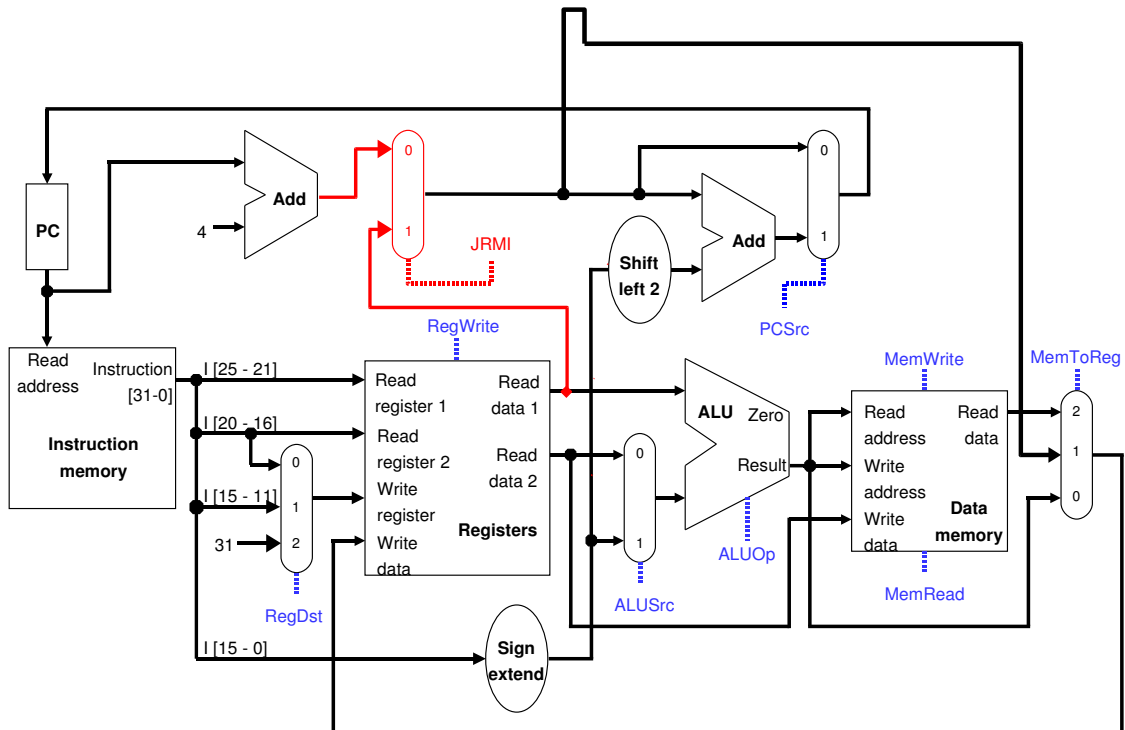 0
1
Add
PC
4
JRMI
0
1
Add
Shift
left 2
PCSrc
RegWrite
MemWrite
MemToReg
Read
address
Instruction
[31-0]
Instruction
memory
I [25 - 21]
I [20 - 16]
I [15 - 11]
31
0
1
2
RegDst
I [15 - 0]
Read
register 1
Read
register 2
Write
register
Write
data
Read
data 1
Read
data 2
Registers
Sign
extend
0
1
ALUSrc
ALU
Zero
Result
ALUOp
Read
address
Write
address
Write
data
Read
data
Data
memory
MemRead
2
1
0